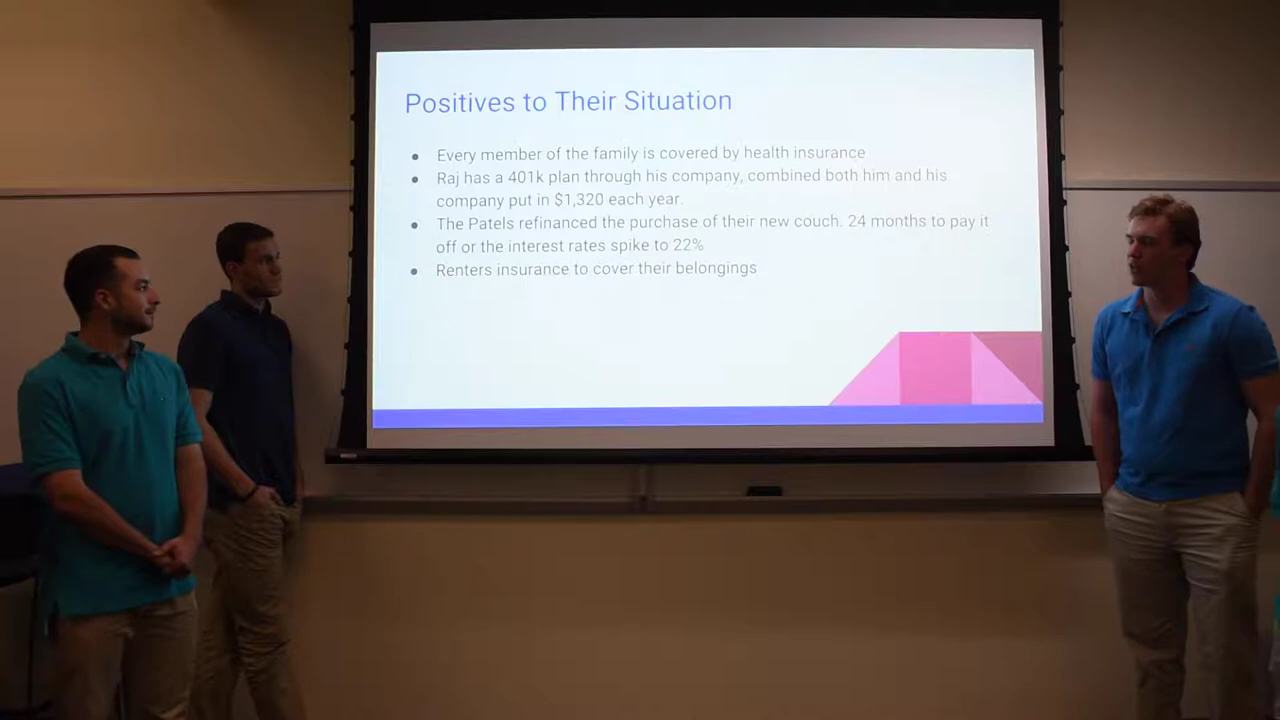 Positives to Their Situation
● Every member of the family is covered by health insurance
● Raj has a 401k plan through his company, combined both him and his
company put in $1,320 each year.
● The Patels refinanced the purchase of their new couch. 24 months to pay it
off or the interest rates spike to 22%
● Renters insurance to cover their belongings